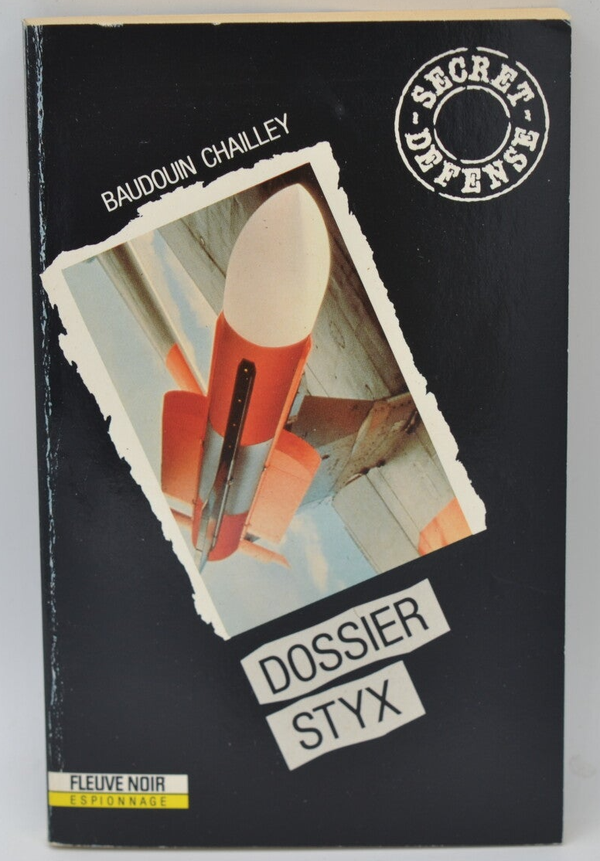 SECRET
DEFENSE
BAUDOUIN CHAILLEY
DOSSIER
STYX
FLEUVE NOIR
ESPIONNAGE